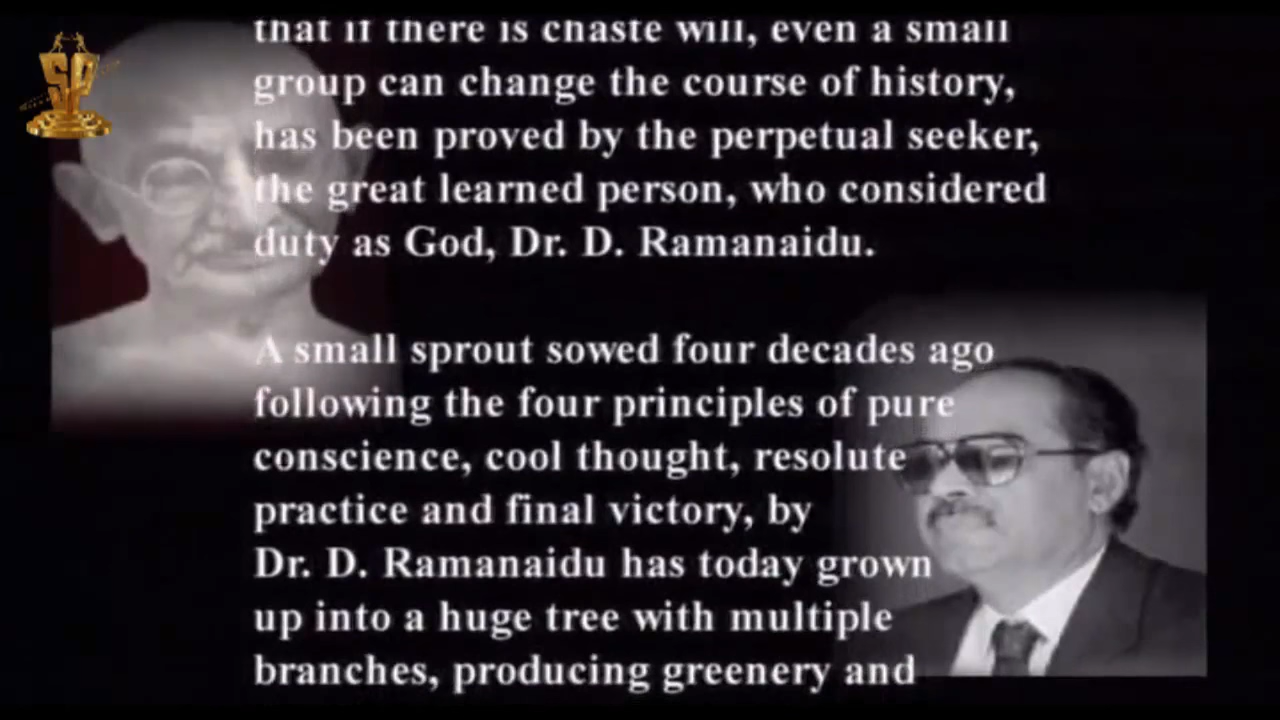 SP
that if there is chaste will, even a small
group can change the course of history,
has been proved by the perpetual seeker,
the great learned person, who considered
duty as God, Dr. D. Ramanaidu.
A small sprout sowed four decades ago
following the four principles of pure
conscience, cool thought, resolute
practice and final victory, by
Dr. D. Ramanaidu has today grown
up into a huge tree with multiple
branches, producing greenery and